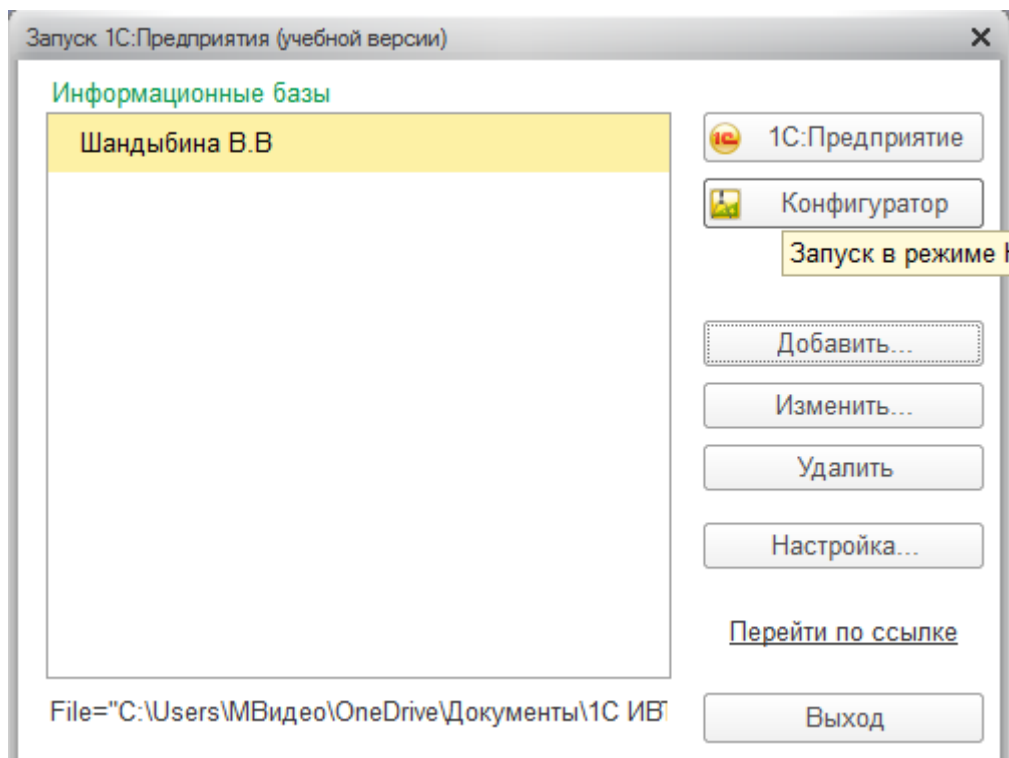 Запуск 1С:Предприятия (учебной версии)
Информационные базы
Шандыбина В.В
1С:Предприятие
Конфигуратор
Запуск в режиме
Добавить...
Изменить...
Удалить
Настройка...
Перейти по ссылке
File="C:\Users\МВидео\OneDrive\Документы\1С ИВТ
Выход